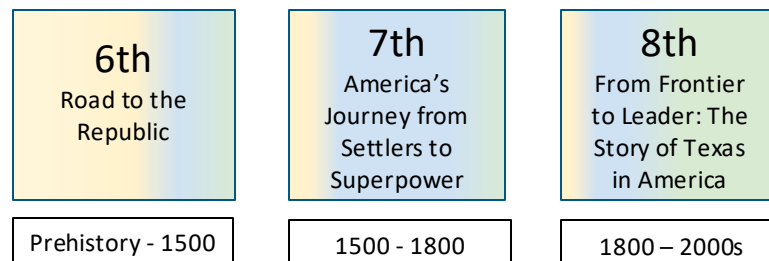 6th
Road to the
Republic
Prehistory - 1500
7th
America’s
Journey from
Settlers to
Superpower
1500 - 1800
8th
From Frontier
to Leader: The
Story of Texas
in America
1800 – 2000s